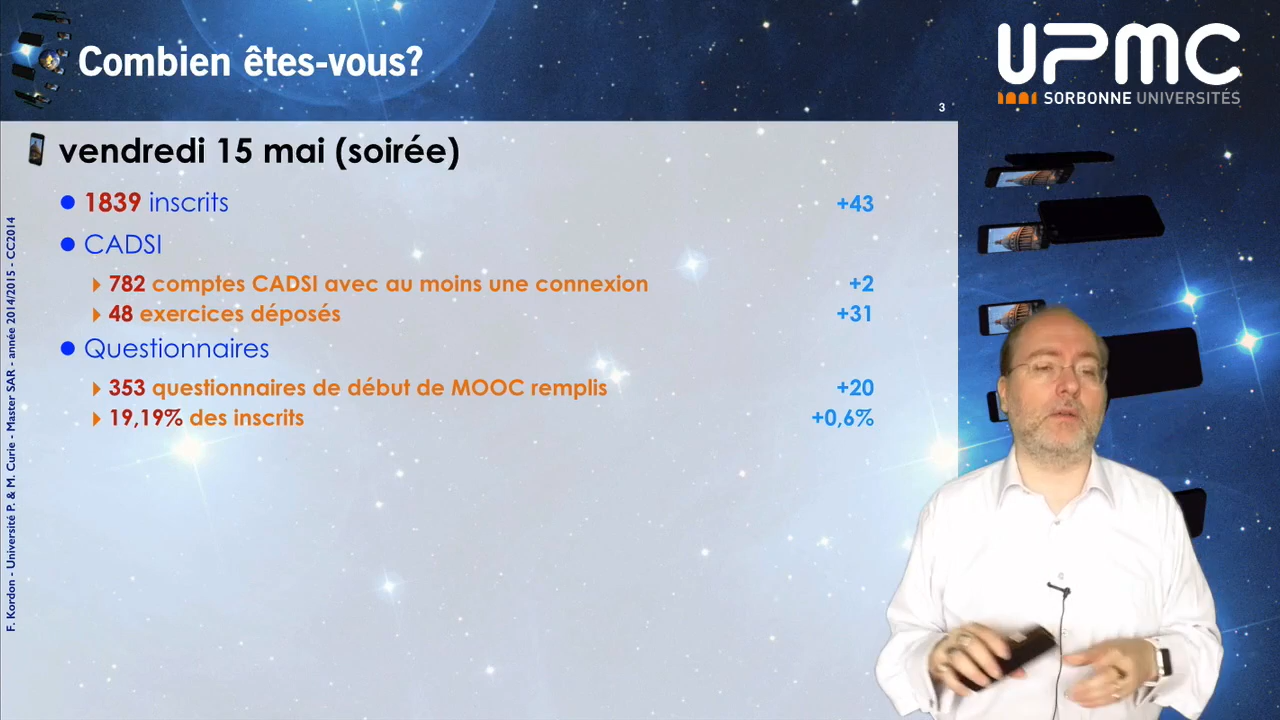 Combien êtes-vous?
UPMC
SORBONNE UNIVERSITÉS
3
vendredi 15 mai (soirée)
1839 inscrits +43
CADSI
782 comptes CADSI avec au moins une connexion +2
48 exercices déposés +31
Questionnaires
353 questionnaires de début de MOOC remplis +20
19,19% des inscrits +0,6%
F. Kordon - Université P. & M. Curie - Master SAR - année 2014/2015 - CC2014